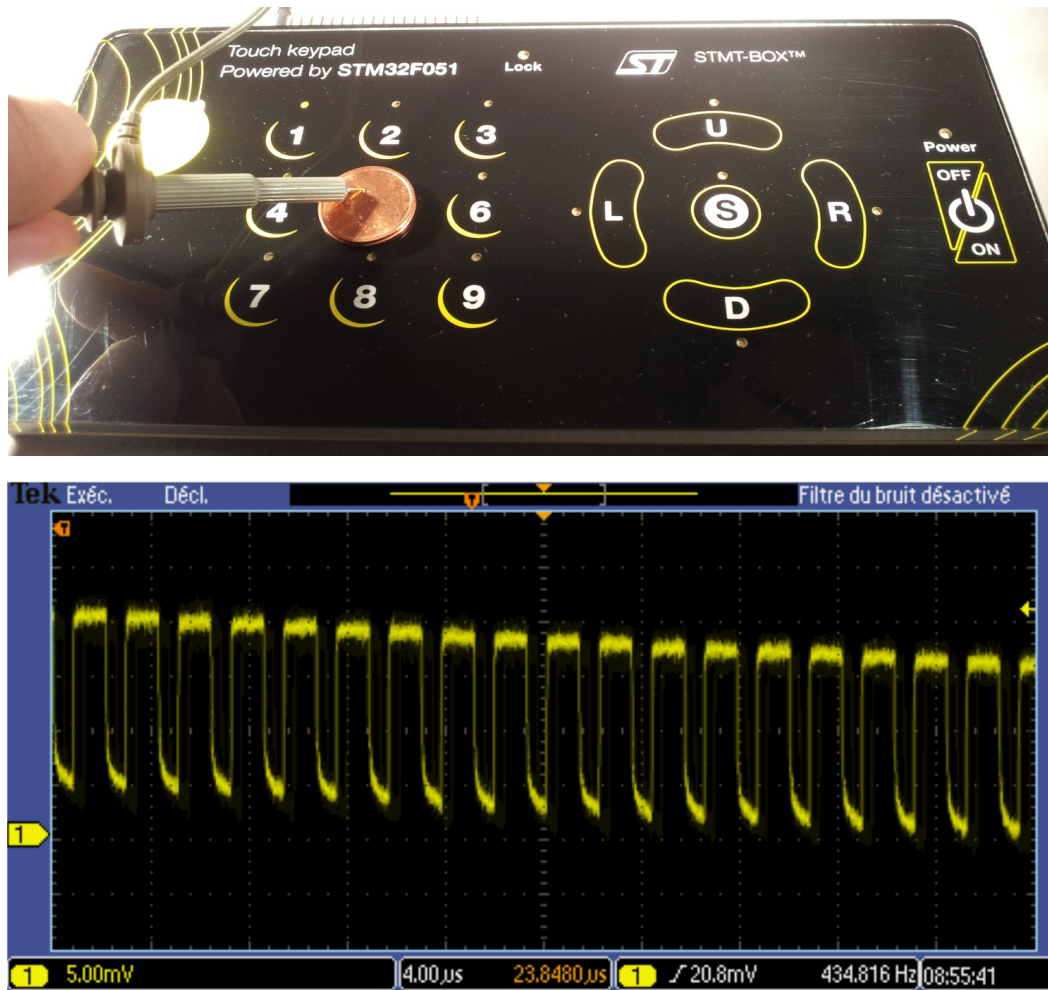 Touch keypad
Powered by STM32F051
Lock
ST STMT-BOX™
1 2 3
4 6
7 8 9
U
L S R
D
Power
OFF
ON
Tek Exéc. Décl. Filtre du bruit désactivé
T
T
1
1 5.00mV 4.00µs 23.8480µs 1 20.8mV 434.816 Hz 08:55:41